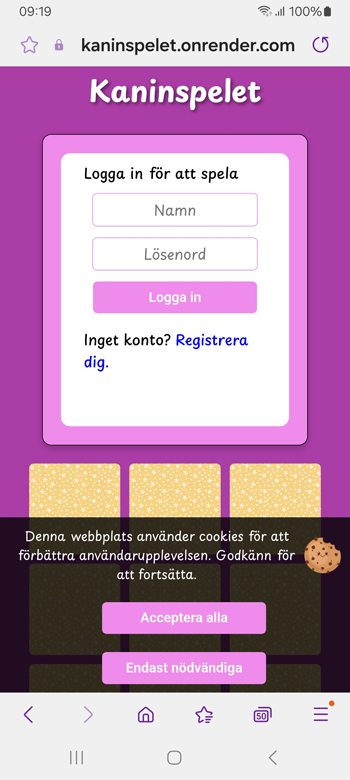 09:19
100%
kaninspelet.onrender.com
Kaninspelet
Logga in för att spela
Namn
Lösenord
Logga in
Inget konto? Registrera
dig.
Denna webbplats använder cookies för att
förbättra användarupplevelsen. Godkänn för
att fortsätta.
Acceptera alla
Endast nödvändiga
50